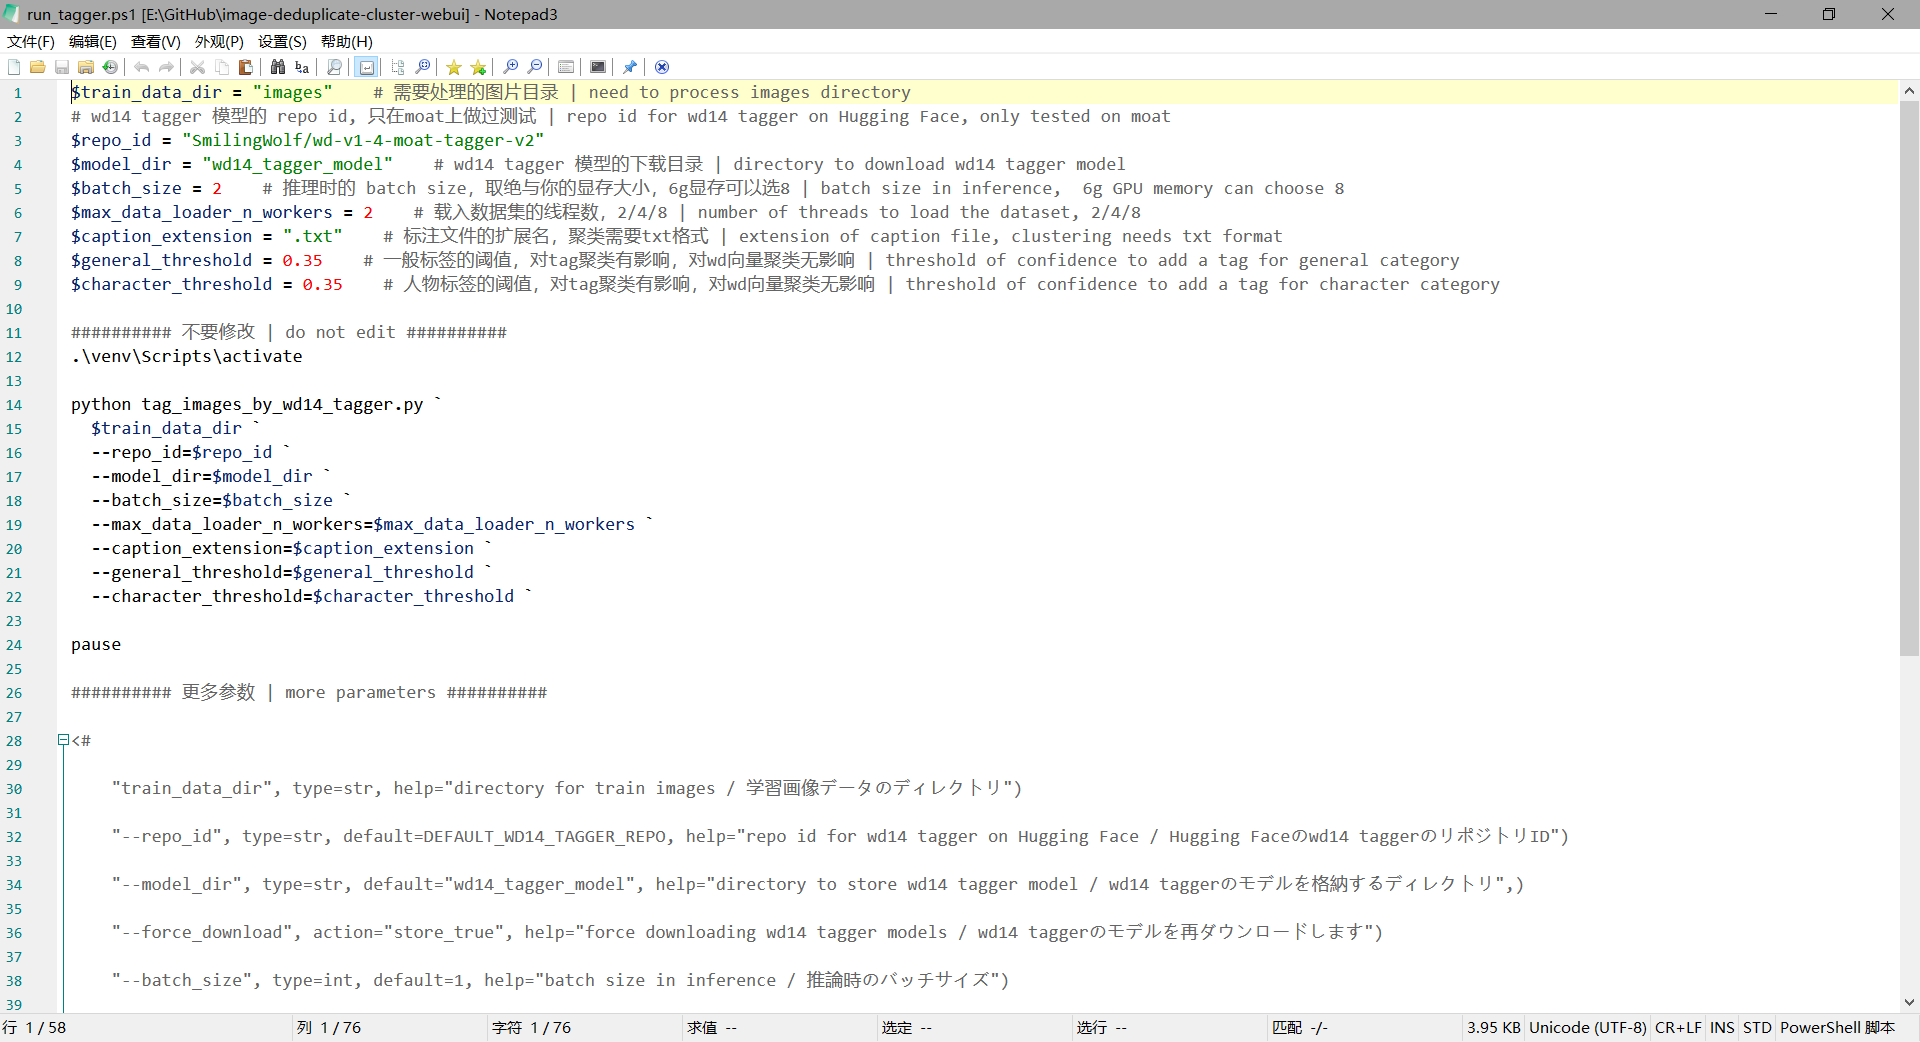 run_tagger.ps1 [E:\GitHub\image-deduplicate-cluster-webui] - Notepad3
文件(F) 编辑(E) 查看(V) 外观(P) 设置(S) 帮助(H)
1 $train_data_dir = "images"    # 需要处理的图片目录 | need to process images directory
2 # wd14 tagger 模型的 repo id, 只在moat上做过测试 | repo id for wd14 tagger on Hugging Face, only tested on moat
3 $repo_id = "SmilingWolf/wd-v1-4-moat-tagger-v2"
4 $model_dir = "wd14_tagger_model"    # wd14 tagger 模型的下载目录 | directory to download wd14 tagger model
5 $batch_size = 2    # 推理时的 batch size, 取绝与你的显存大小, 6g显存可以选8 | batch size in inference,  6g GPU memory can choose 8
6 $max_data_loader_n_workers = 2    # 载入数据集的线程数, 2/4/8 | number of threads to load the dataset, 2/4/8
7 $caption_extension = ".txt"    # 标注文件的扩展名，聚类需要txt格式 | extension of caption file, clustering needs txt format
8 $general_threshold = 0.35    # 一般标签的阈值，对tag聚类有影响，对wd向量聚类无影响 | threshold of confidence to add a tag for general category
9 $character_threshold = 0.35    # 人物标签的阈值，对tag聚类有影响，对wd向量聚类无影响 | threshold of confidence to add a tag for character category
10
11 ########## 不要修改 | do not edit ##########
12 .\venv\Scripts\activate
13
14 python tag_images_by_wd14_tagger.py `
15   $train_data_dir `
16   --repo_id=$repo_id `
17   --model_dir=$model_dir `
18   --batch_size=$batch_size `
19   --max_data_loader_n_workers=$max_data_loader_n_workers `
20   --caption_extension=$caption_extension `
21   --general_threshold=$general_threshold `
22   --character_threshold=$character_threshold `
23
24 pause
25
26 ########## 更多参数 | more parameters ##########
27
28 <#
29
30     "train_data_dir", type=str, help="directory for train images / 学習画像データのディレクトリ")
31
32     "--repo_id", type=str, default=DEFAULT_WD14_TAGGER_REPO, help="repo id for wd14 tagger on Hugging Face / Hugging Faceのwd14 taggerのリポジトリID")
33
34     "--model_dir", type=str, default="wd14_tagger_model", help="directory to store wd14 tagger model / wd14 taggerのモデルを格納するディレクトリ",)
35
36     "--force_download", action="store_true", help="force downloading wd14 tagger models / wd14 taggerのモデルを再ダウンロードします")
37
38     "--batch_size", type=int, default=1, help="batch size in inference / 推論時のバッチサイズ")
39
行 1 / 58 列 1 / 76 字符 1 / 76 求值 -- 选定 -- 选行 -- 匹配 -/- 3.95 KB Unicode (UTF-8) CR+LF INS STD PowerShell 脚本